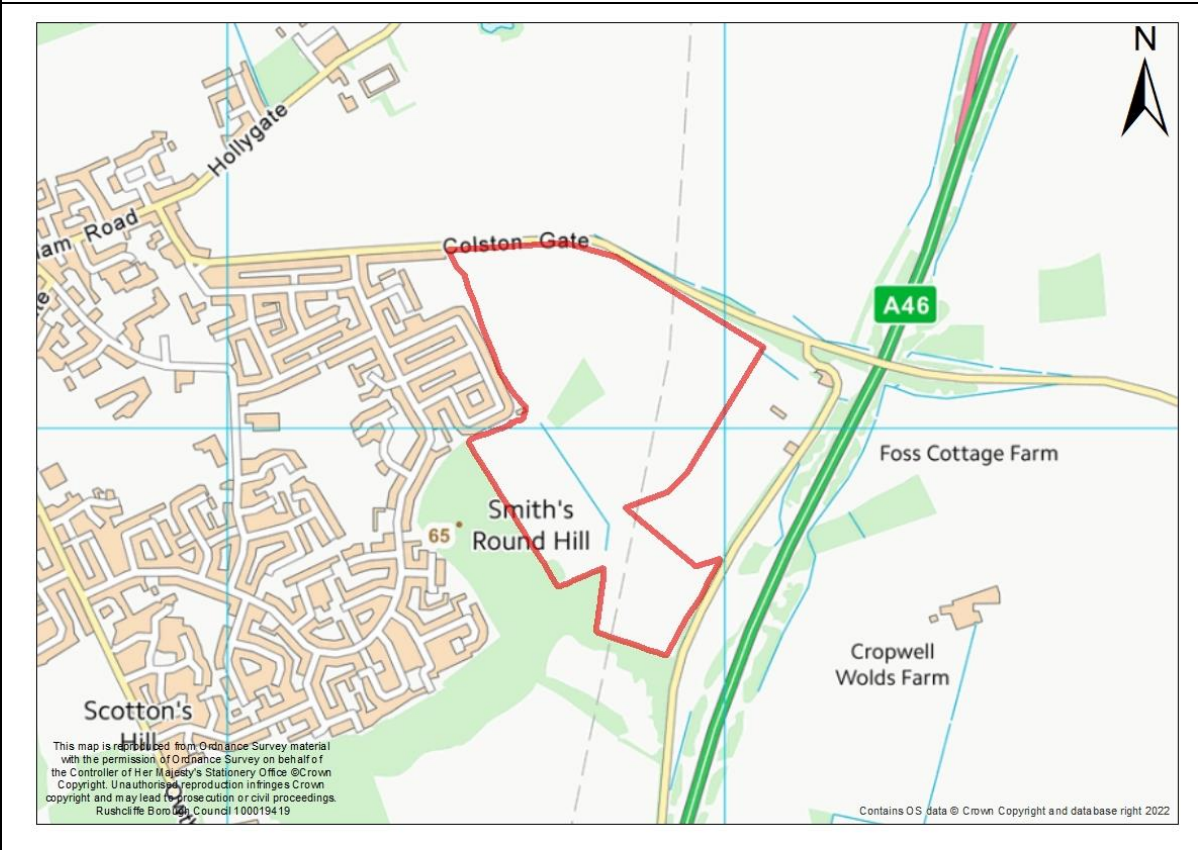 N
Hollygate
am Road
Colston Gate
A46
Foss Cottage Farm
Smith's
Round Hill
65
Cropwell
Wolds Farm
Scotton's
Hill
This map is reproduced from Ordnance Survey material
with the permission of Ordnance Survey on behalf of
the Controller of Her Majesty's Stationery Office ©Crown
Copyright. Unauthorised reproduction infringes Crown
copyright and may lead to prosecution or civil proceedings.
Rushcliffe Borough Council 100019419
Contains OS data © Crown Copyright and database right 2022